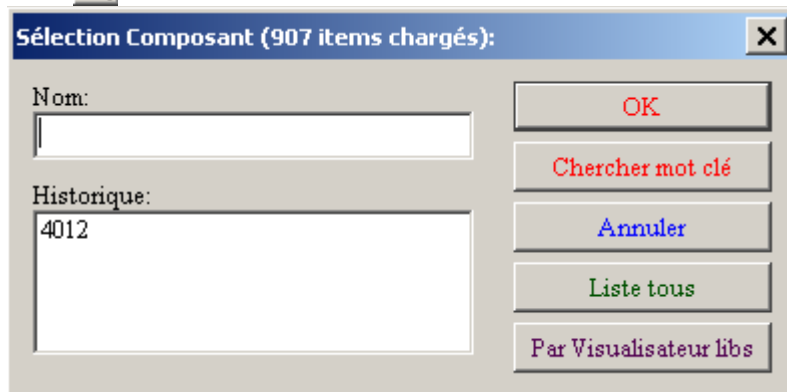 Sélection Composant (907 items chargés):
Nom:
OK
Chercher mot clé
Historique:
4012
Annuler
Liste tous
Par Visualisateur libs